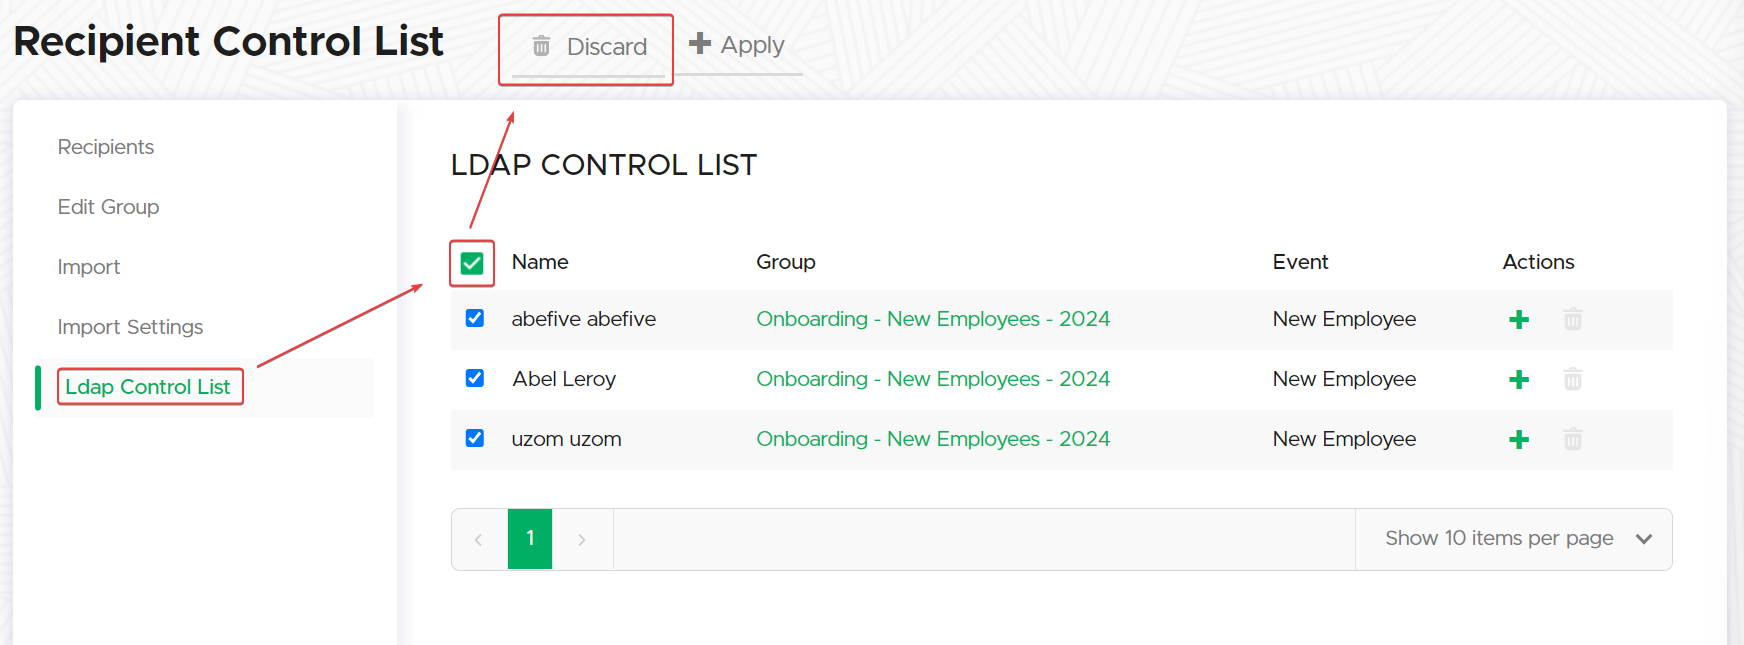 Recipient Control List
Discard
Apply
Recipients
Edit Group
Import
Import Settings
Ldap Control List
LDAP CONTROL LIST
Name Group Event Actions
abefive abefive Onboarding - New Employees - 2024 New Employee
Abel Leroy Onboarding - New Employees - 2024 New Employee
uzom uzom Onboarding - New Employees - 2024 New Employee
1 Show 10 items per page